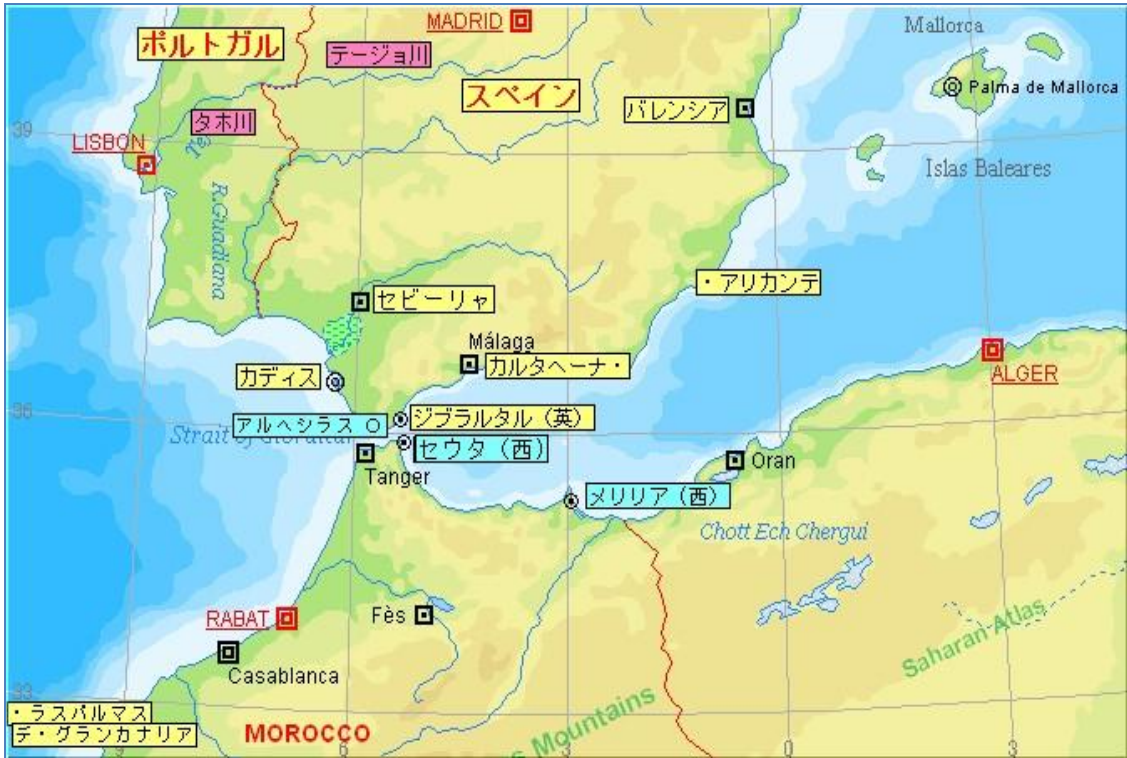 MADRID
Mallorca
ポルトガル
テージョ川
スペイン
Palma de Mallorca
バレンシア
タホ川
39
LISBON
Islas Baleares
R.Guadiana
・アリカンテ
セビーリャ
Málaga
カルタヘーナ・
カディス
ALGER
36
アルヘシラス O
ジブラルタル（英）
Strait of Gibraltar
セウタ（西）
Tanger
Oran
メリリア（西）
Chott Ech Chergui
RABAT
Fès
Casablanca
Saharan Atlas
33
・ラスパルマス
デ・グランカナリア
MOROCCO
s Mountains
9
6
3
0
3